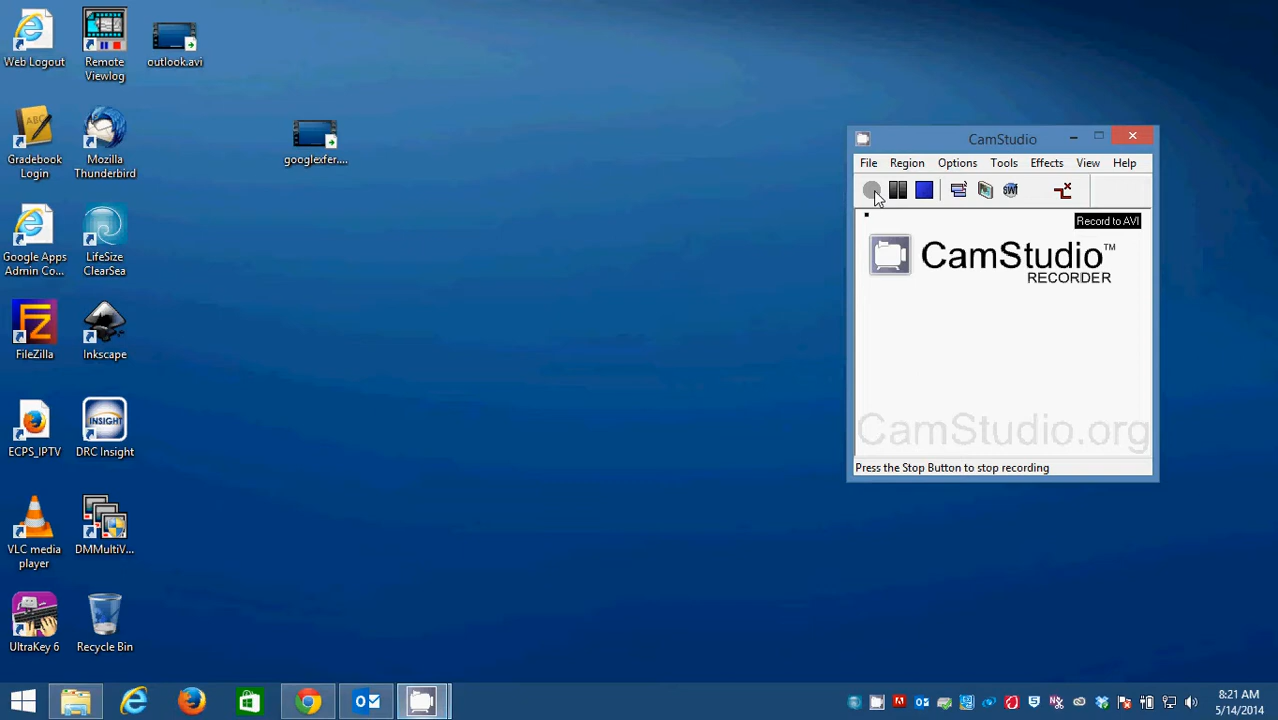 Web Logout
Remote
Viewlog
outlook.avi
Gradebook
Login
Mozilla
Thunderbird
googlexfer....
Google Apps
Admin Co...
LifeSize
ClearSea
FileZilla
Inkscape
ECPS_IPTV
INSIGHT
DRC Insight
VLC media
player
DMMultiV...
UltraKey 6
Recycle Bin
CamStudio
File Region Options Tools Effects View Help
SWF
Record to AVI
CamStudio™
RECORDER
CamStudio.org
Press the Stop Button to stop recording
8:21 AM
5/14/2014